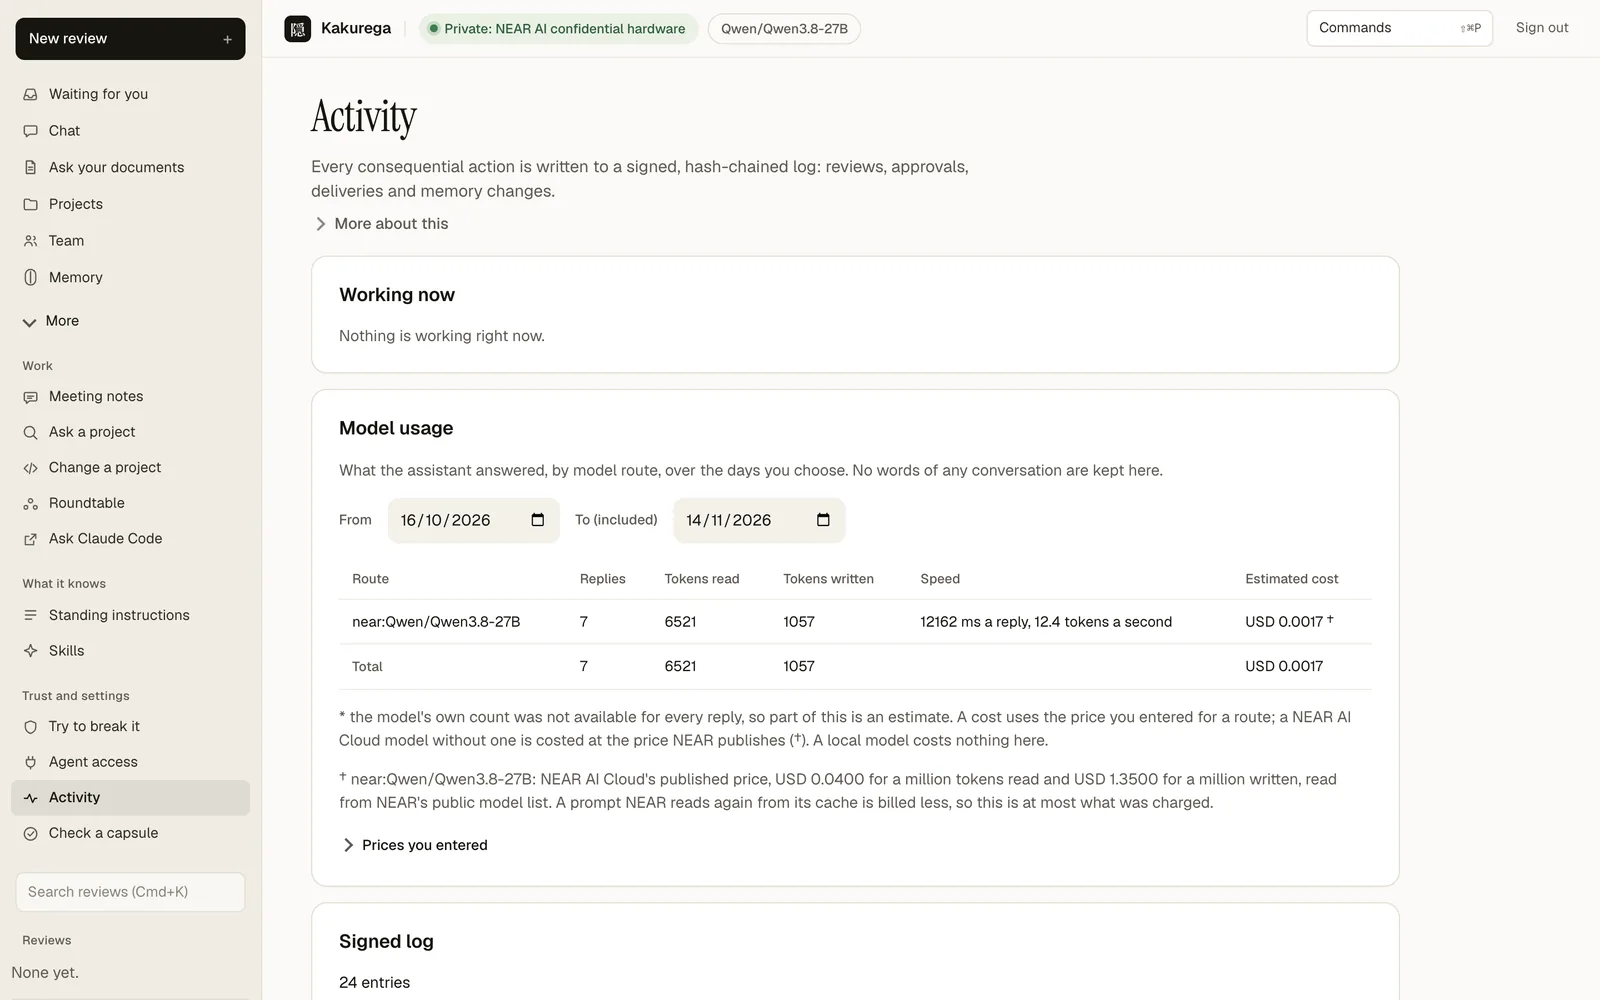 New review +
Waiting for you
Chat
Ask your documents
Projects
Team
Memory
More
Work
Meeting notes
Ask a project
Change a project
Roundtable
Ask Claude Code
What it knows
Standing instructions
Skills
Trust and settings
Try to break it
Agent access
Activity
Check a capsule
Search reviews (Cmd+K)
Reviews
None yet.
Kakurega
Private: NEAR AI confidential hardware
Qwen/Qwen3.8-27B
Commands ⇧⌘P
Sign out
Activity
Every consequential action is written to a signed, hash-chained log: reviews, approvals,
deliveries and memory changes.
More about this
Working now
Nothing is working right now.
Model usage
What the assistant answered, by model route, over the days you choose. No words of any conversation are kept here.
From 16/10/2026 To (included) 14/11/2026
Route Replies Tokens read Tokens written Speed Estimated cost
near:Qwen/Qwen3.8-27B 7 6521 1057 12162 ms a reply, 12.4 tokens a second USD 0.0017 †
Total 7 6521 1057 USD 0.0017
* the model's own count was not available for every reply, so part of this is an estimate. A cost uses the price you entered for a route; a NEAR AI
Cloud model without one is costed at the price NEAR publishes (†). A local model costs nothing here.
† near:Qwen/Qwen3.8-27B: NEAR AI Cloud's published price, USD 0.0400 for a million tokens read and USD 1.3500 for a million written, read
from NEAR's public model list. A prompt NEAR reads again from its cache is billed less, so this is at most what was charged.
Prices you entered
Signed log
24 entries